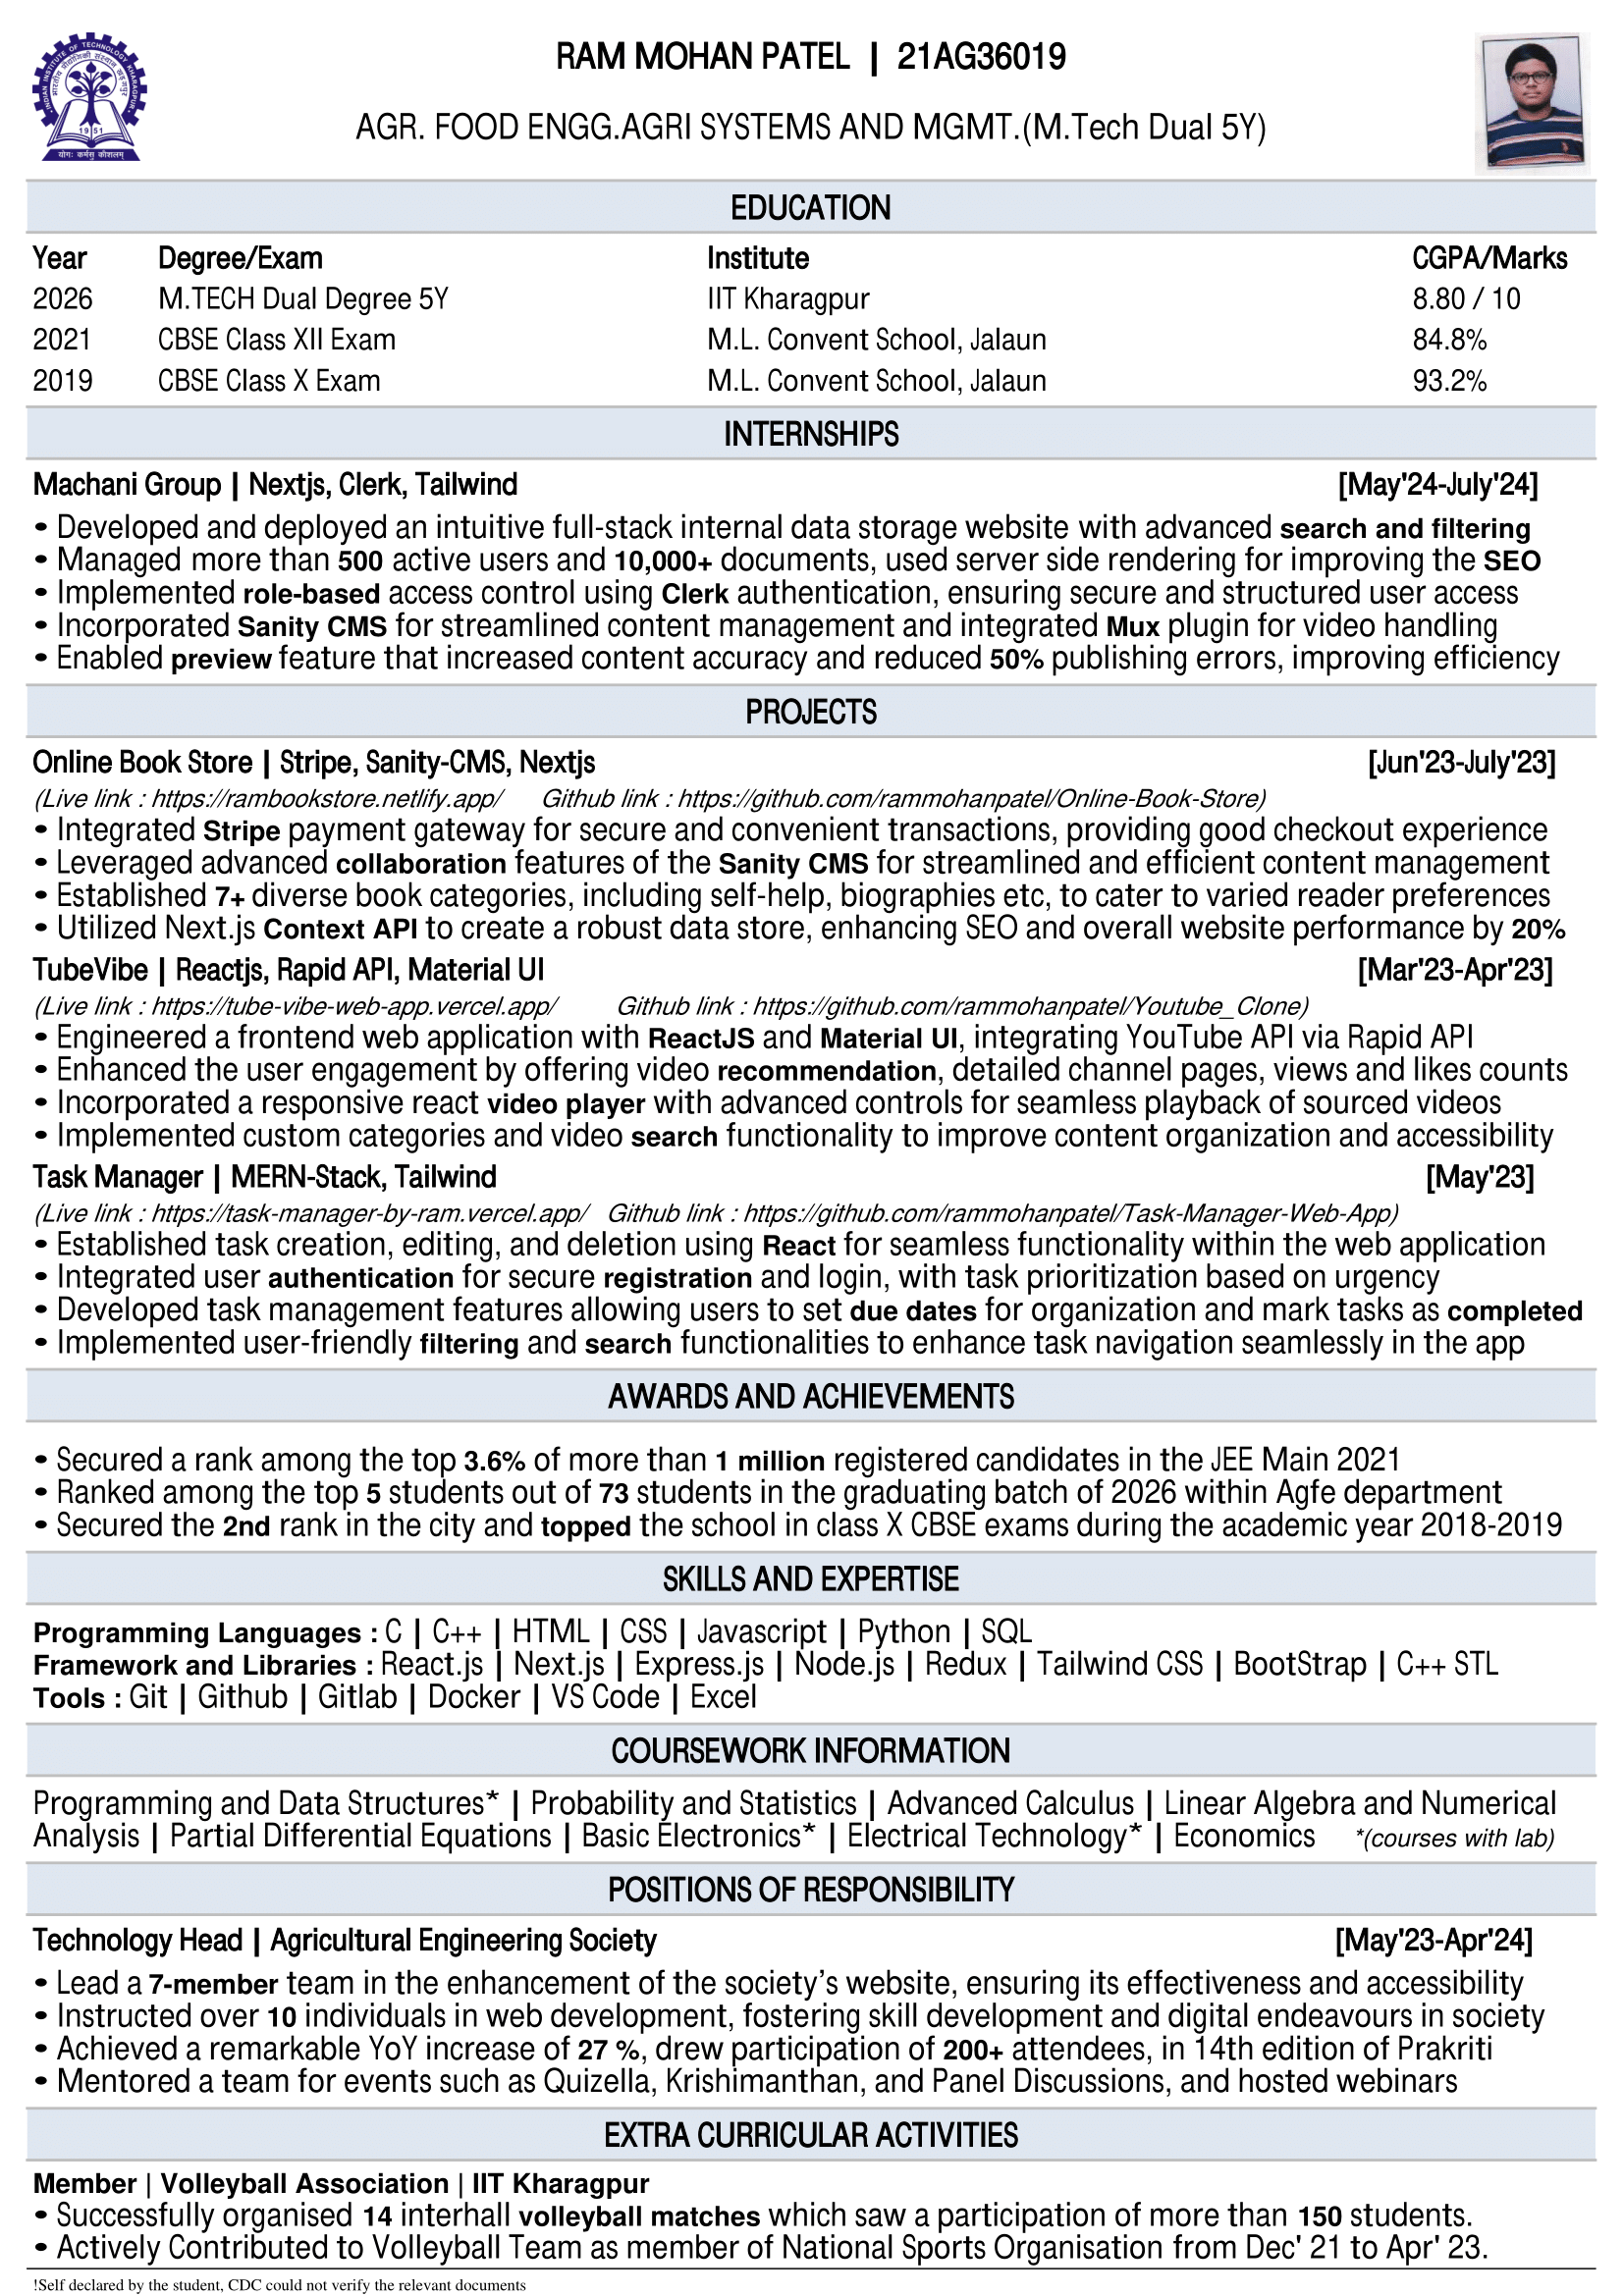 INDIAN INSTITUTE OF TECHNOLOGY KHARAGPUR
भारतीय प्रौद्योगिकी संस्थान खड़गपुर
1951
योगः कर्मसु कौशलम्
RAM MOHAN PATEL | 21AG36019
AGR. FOOD ENGG.AGRI SYSTEMS AND MGMT.(M.Tech Dual 5Y)
EDUCATION
Year Degree/Exam Institute CGPA/Marks
2026 M.TECH Dual Degree 5Y IIT Kharagpur 8.80 / 10
2021 CBSE Class XII Exam M.L. Convent School, Jalaun 84.8%
2019 CBSE Class X Exam M.L. Convent School, Jalaun 93.2%
INTERNSHIPS
Machani Group | Nextjs, Clerk, Tailwind [May'24-July'24]
• Developed and deployed an intuitive full-stack internal data storage website with advanced search and filtering
• Managed more than 500 active users and 10,000+ documents, used server side rendering for improving the SEO
• Implemented role-based access control using Clerk authentication, ensuring secure and structured user access
• Incorporated Sanity CMS for streamlined content management and integrated Mux plugin for video handling
• Enabled preview feature that increased content accuracy and reduced 50% publishing errors, improving efficiency
PROJECTS
Online Book Store | Stripe, Sanity-CMS, Nextjs [Jun'23-July'23]
(Live link : https://rambookstore.netlify.app/ Github link : https://github.com/rammohanpatel/Online-Book-Store)
• Integrated Stripe payment gateway for secure and convenient transactions, providing good checkout experience
• Leveraged advanced collaboration features of the Sanity CMS for streamlined and efficient content management
• Established 7+ diverse book categories, including self-help, biographies etc, to cater to varied reader preferences
• Utilized Next.js Context API to create a robust data store, enhancing SEO and overall website performance by 20%
TubeVibe | Reactjs, Rapid API, Material UI [Mar'23-Apr'23]
(Live link : https://tube-vibe-web-app.vercel.app/ Github link : https://github.com/rammohanpatel/Youtube_Clone)
• Engineered a frontend web application with ReactJS and Material UI, integrating YouTube API via Rapid API
• Enhanced the user engagement by offering video recommendation, detailed channel pages, views and likes counts
• Incorporated a responsive react video player with advanced controls for seamless playback of sourced videos
• Implemented custom categories and video search functionality to improve content organization and accessibility
Task Manager | MERN-Stack, Tailwind [May'23]
(Live link : https://task-manager-by-ram.vercel.app/ Github link : https://github.com/rammohanpatel/Task-Manager-Web-App)
• Established task creation, editing, and deletion using React for seamless functionality within the web application
• Integrated user authentication for secure registration and login, with task prioritization based on urgency
• Developed task management features allowing users to set due dates for organization and mark tasks as completed
• Implemented user-friendly filtering and search functionalities to enhance task navigation seamlessly in the app
AWARDS AND ACHIEVEMENTS
• Secured a rank among the top 3.6% of more than 1 million registered candidates in the JEE Main 2021
• Ranked among the top 5 students out of 73 students in the graduating batch of 2026 within Agfe department
• Secured the 2nd rank in the city and topped the school in class X CBSE exams during the academic year 2018-2019
SKILLS AND EXPERTISE
Programming Languages : C | C++ | HTML | CSS | Javascript | Python | SQL
Framework and Libraries : React.js | Next.js | Express.js | Node.js | Redux | Tailwind CSS | BootStrap | C++ STL
Tools : Git | Github | Gitlab | Docker | VS Code | Excel
COURSEWORK INFORMATION
Programming and Data Structures* | Probability and Statistics | Advanced Calculus | Linear Algebra and Numerical
Analysis | Partial Differential Equations | Basic Electronics* | Electrical Technology* | Economics *(courses with lab)
POSITIONS OF RESPONSIBILITY
Technology Head | Agricultural Engineering Society [May'23-Apr'24]
• Lead a 7-member team in the enhancement of the society’s website, ensuring its effectiveness and accessibility
• Instructed over 10 individuals in web development, fostering skill development and digital endeavours in society
• Achieved a remarkable YoY increase of 27 %, drew participation of 200+ attendees, in 14th edition of Prakriti
• Mentored a team for events such as Quizella, Krishimanthan, and Panel Discussions, and hosted webinars
EXTRA CURRICULAR ACTIVITIES
Member | Volleyball Association | IIT Kharagpur
• Successfully organised 14 interhall volleyball matches which saw a participation of more than 150 students.
• Actively Contributed to Volleyball Team as member of National Sports Organisation from Dec' 21 to Apr' 23.
!Self declared by the student, CDC could not verify the relevant documents